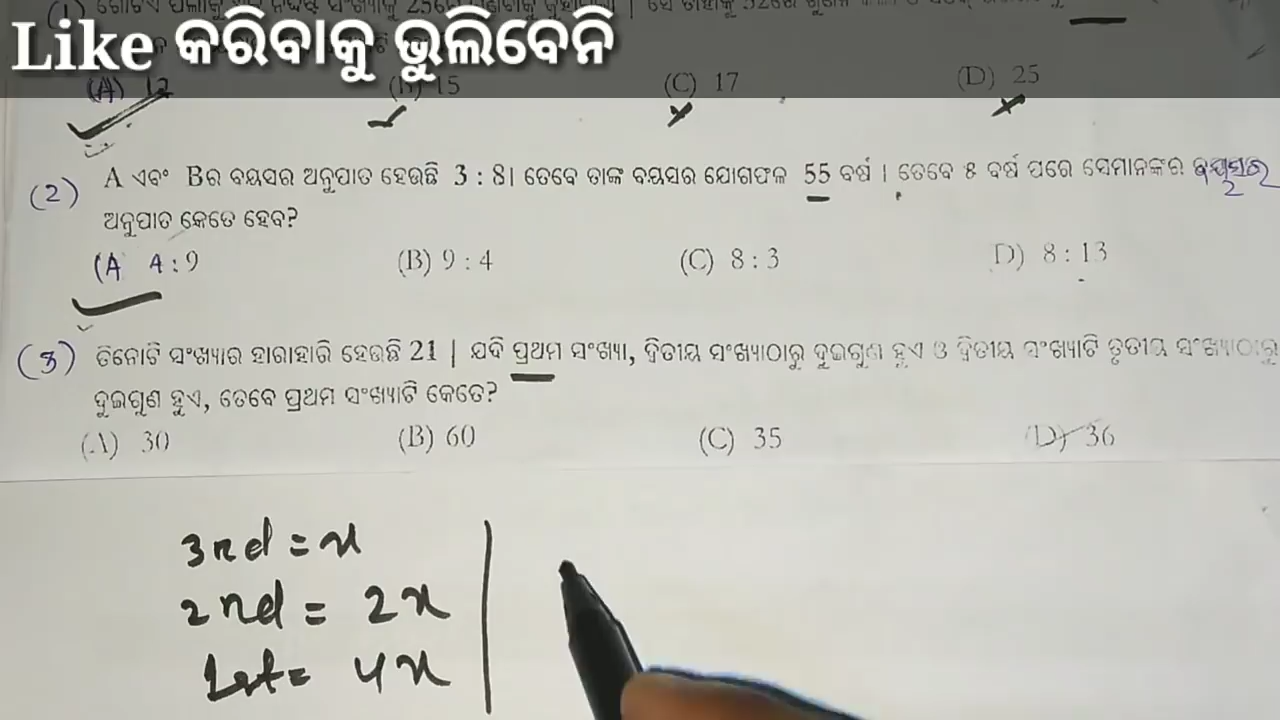 Like କରିବାକୁ ଭୁଲିବେନି
(A) 12 (B) 15 (C) 17 (D) 25
(2) A ଏବଂ Bର ବୟସର ଅନୁପାତ ହେଉଛି 3 : 8। ତେବେ ତାଙ୍କ ବୟସର ଯୋଗଫଳ 55 ବର୍ଷ । ତେବେ ୫ ବର୍ଷ ପରେ ସେମାନଙ୍କର ବୟସର
ଅନୁପାତ କେତେ ହେବ?
(A 4 : 9 (B) 9 : 4 (C) 8 : 3 D) 8 : 13
(3) ତିନୋଟି ସଂଖ୍ୟାର ହାରାହାରି ହେଉଛି 21 | ଯଦି ପ୍ରଥମ ସଂଖ୍ୟା, ଦ୍ୱିତୀୟ ସଂଖ୍ୟାଠାରୁ ଦୁଇଗୁଣ ହୁଏ ଓ ଦ୍ୱିତୀୟ ସଂଖ୍ୟାଟି ତୃତୀୟ ସଂଖ୍ୟାଠାରୁ
ଦୁଇଗୁଣ ହୁଏ, ତେବେ ପ୍ରଥମ ସଂଖ୍ୟାଟି କେତେ?
(A) 30 (B) 60 (C) 35 (D) 36
3rd = x
2nd = 2x
1st = 4x